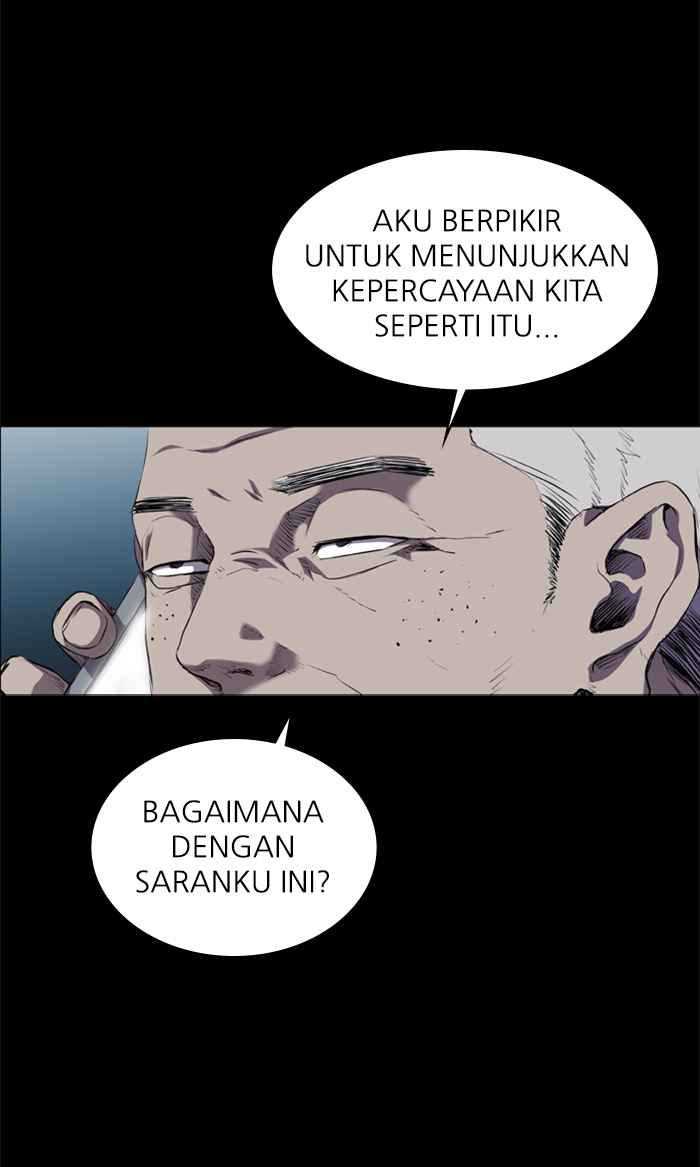 AKU BERPIKIR
UNTUK MENUNJUKKAN
KEPERCAYAAN KITA
SEPERTI ITU...
BAGAIMANA
DENGAN
SARANKU INI?